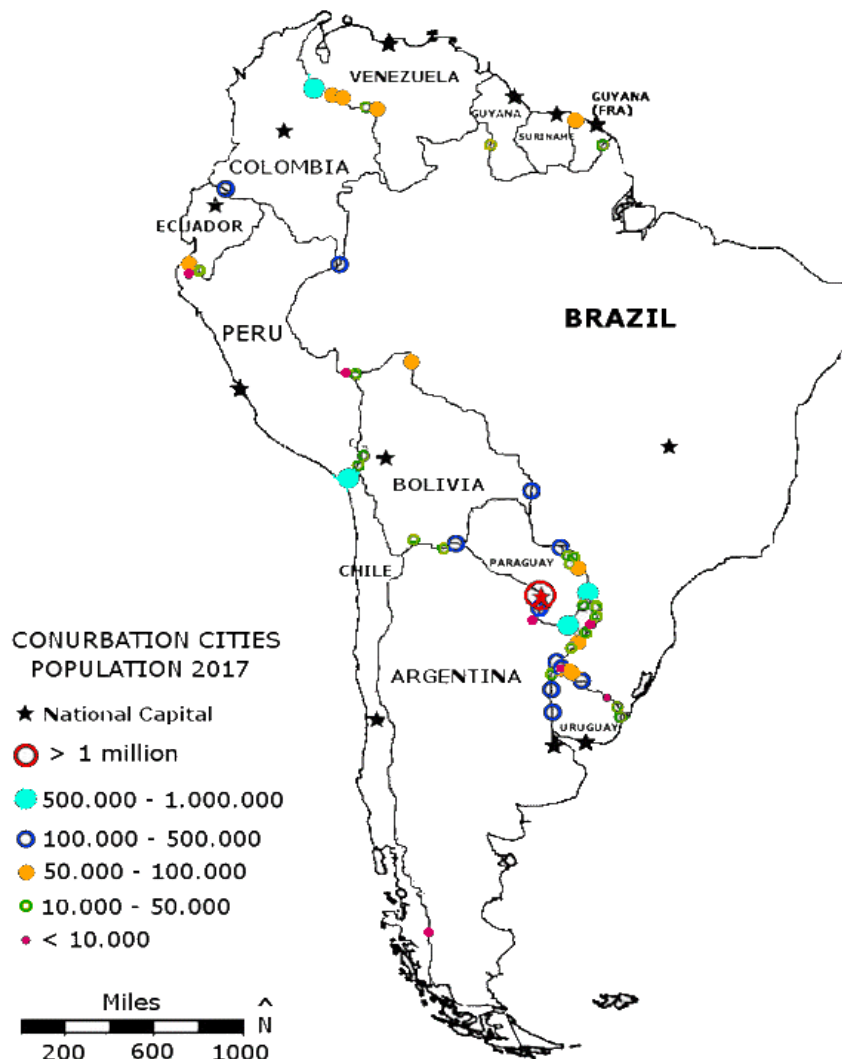 VENEZUELA
GUYANA
GUYANA
(FRA)
SURINAME
COLOMBIA
ECUADOR
PERU
BRAZIL
BOLIVIA
PARAGUAY
CHILE
ARGENTINA
URUGUAY
CONURBATION CITIES
POPULATION 2017
National Capital
> 1 million
500.000 - 1.000.000
100.000 - 500.000
50.000 - 100.000
10.000 - 50.000
< 10.000
Miles
N
200 600 1000